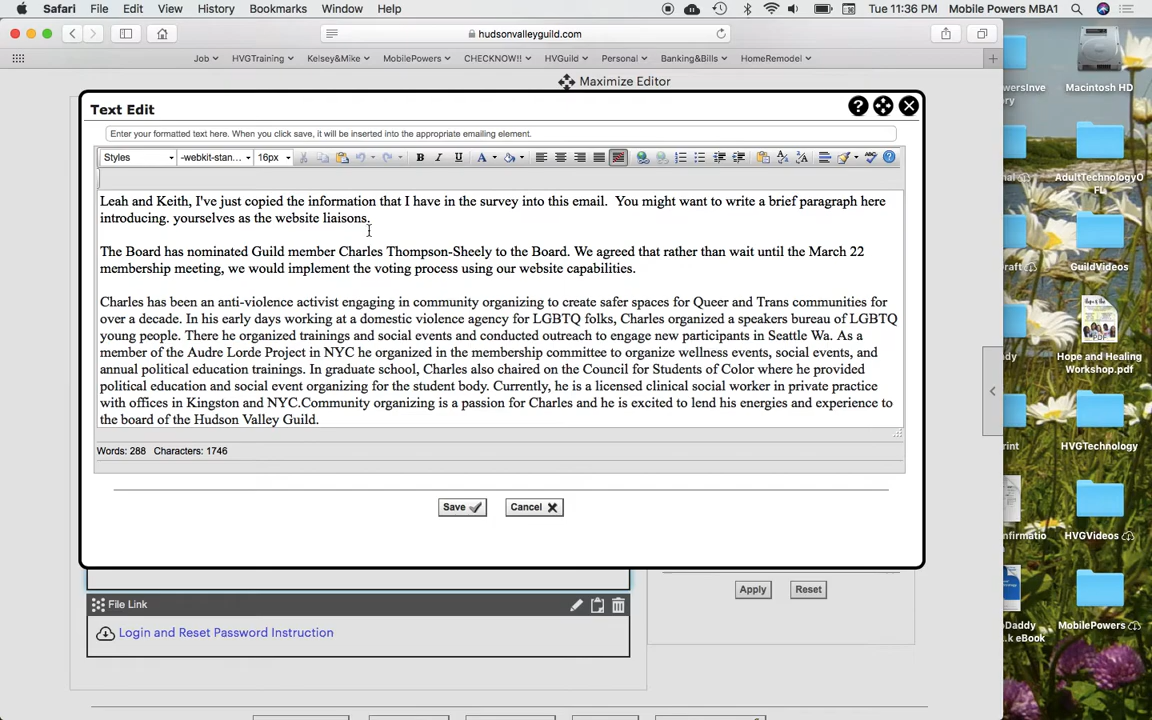 Safari File Edit View History Bookmarks Window Help Tue 11:36 PM Mobile Powers MBA1
hudsonvalleyguild.com
Job HVGTraining Kelsey&Mike MobilePowers CHECKNOW!! HVGuild Personal Banking&Bills HomeRemodel
Maximize Editor
Text Edit
Enter your formatted text here. When you click save, it will be inserted into the appropriate emailing element.
Styles -webkit-stan... 16px
Leah and Keith, I've just copied the information that I have in the survey into this email. You might want to write a brief paragraph here
introducing. yourselves as the website liaisons.
The Board has nominated Guild member Charles Thompson-Sheely to the Board. We agreed that rather than wait until the March 22
membership meeting, we would implement the voting process using our website capabilities.
Charles has been an anti-violence activist engaging in community organizing to create safer spaces for Queer and Trans communities for
over a decade. In his early days working at a domestic violence agency for LGBTQ folks, Charles organized a speakers bureau of LGBTQ
young people. There he organized trainings and social events and conducted outreach to engage new participants in Seattle Wa. As a
member of the Audre Lorde Project in NYC he organized in the membership committee to organize wellness events, social events, and
annual political education trainings. In graduate school, Charles also chaired on the Council for Students of Color where he provided
political education and social event organizing for the student body. Currently, he is a licensed clinical social worker in private practice
with offices in Kingston and NYC.Community organizing is a passion for Charles and he is excited to lend his energies and experience to
the board of the Hudson Valley Guild.
Words: 288 Characters: 1746
Save Cancel
Apply Reset
File Link
Login and Reset Password Instruction
Macintosh HD
AdultTechnologyO
FL
GuildVideos
Hope and Healing
Workshop.pdf
HVGTechnology
HVGVideos
MobilePowers
PDF
wersInve
ory
raft
dy
rint
nfirmatio
oDaddy
.k eBook